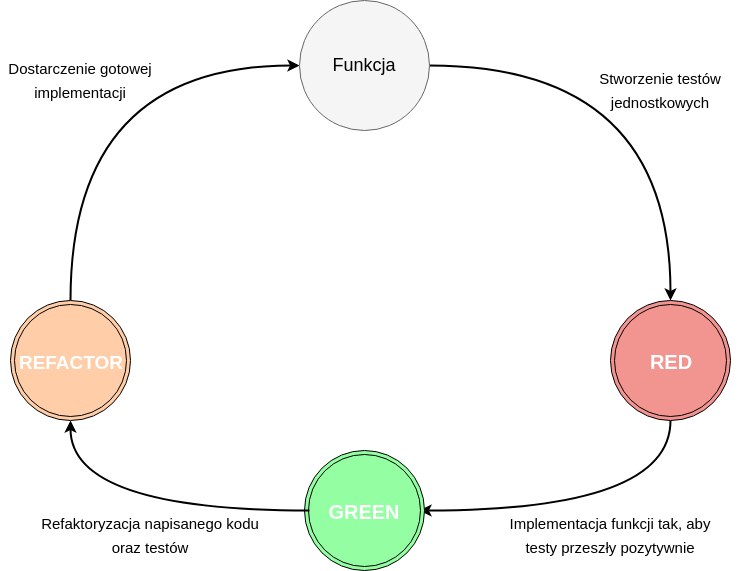 Funkcja
Dostarczenie gotowej
implementacji
Stworzenie testów
jednostkowych
REFACTOR
RED
GREEN
Refaktoryzacja napisanego kodu
oraz testów
Implementacja funkcji tak, aby
testy przeszły pozytywnie